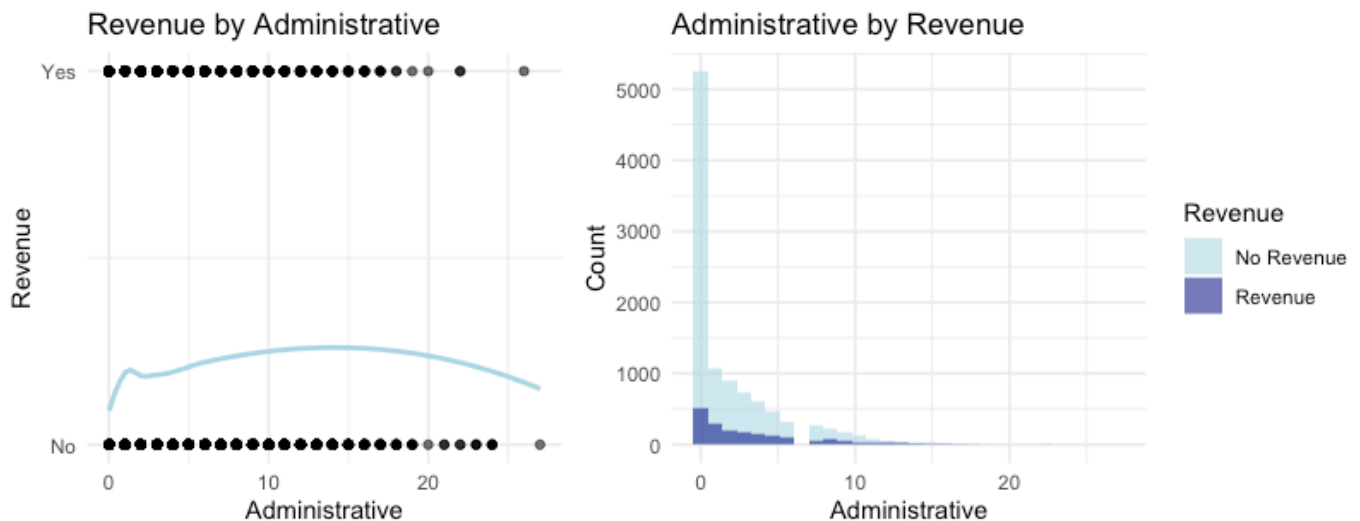 Revenue by Administrative
Yes
Revenue
No
0 10 20
Administrative
Administrative by Revenue
5000
4000
3000
2000
1000
0
Count
0 10 20
Administrative
Revenue
No Revenue
Revenue